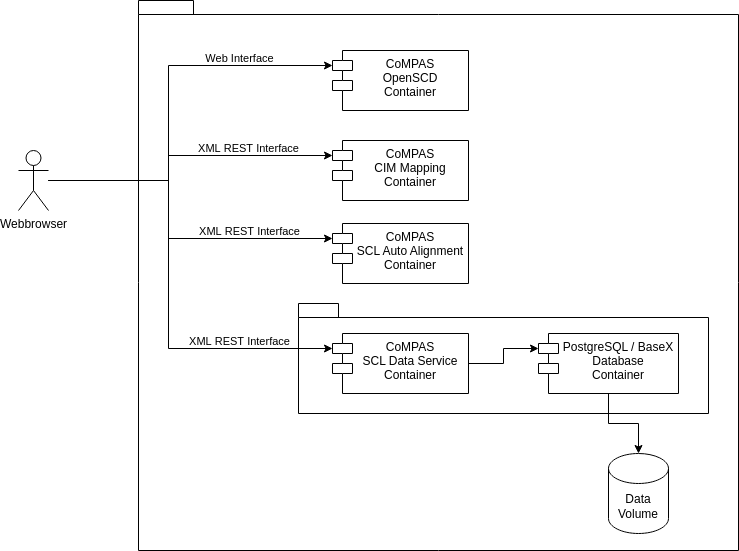 Web Interface
CoMPAS
OpenSCD
Container
XML REST Interface
CoMPAS
CIM Mapping
Container
Webbrowser
XML REST Interface
CoMPAS
SCL Auto Alignment
Container
XML REST Interface
CoMPAS
SCL Data Service
Container
PostgreSQL / BaseX
Database
Container
Data
Volume